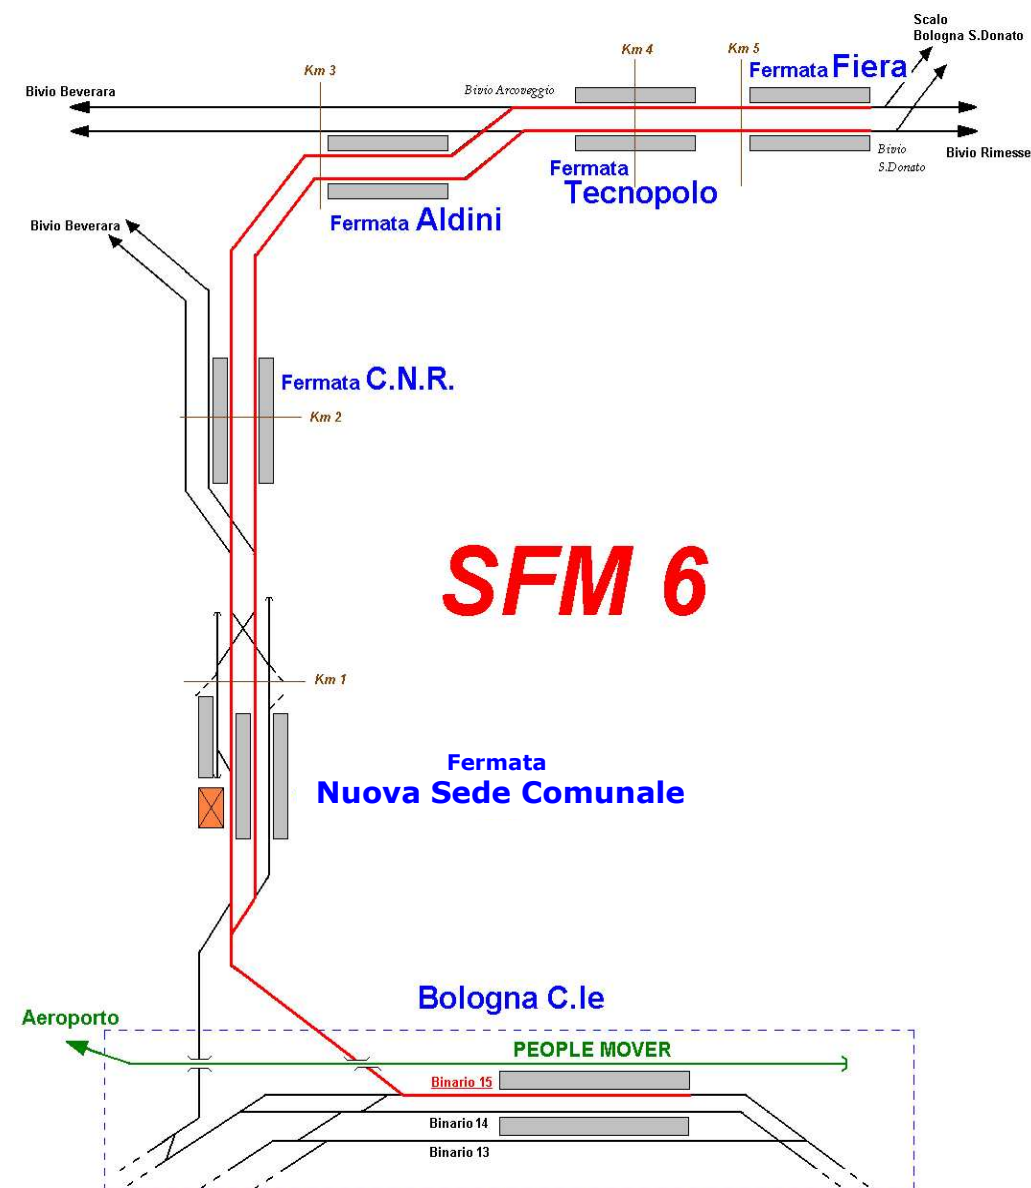 Scalo
Bologna S.Donato
Km 4
Km 5
Km 3
Fermata Fiera
Bivio Beverara
Bivio Arcoveggio
Bivio
S.Donato
Bivio Rimesse
Fermata
Tecnopolo
Fermata Aldini
Bivio Beverara
Fermata C.N.R.
Km 2
SFM 6
Km 1
Fermata
Nuova Sede Comunale
Bologna C.le
Aeroporto
PEOPLE MOVER
Binario 15
Binario 14
Binario 13